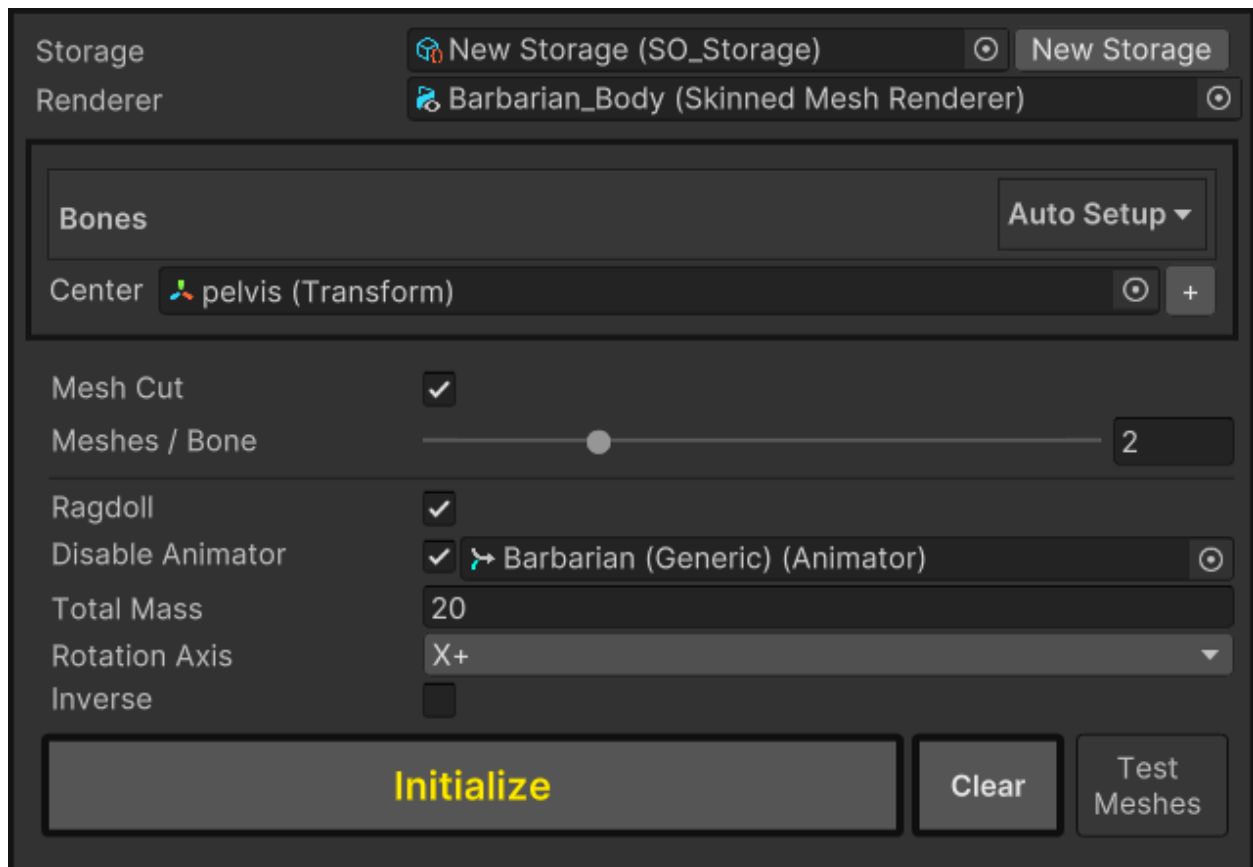 Storage New Storage (SO_Storage) New Storage
Renderer Barbarian_Body (Skinned Mesh Renderer)
Bones Auto Setup
Center pelvis (Transform) +
Mesh Cut
Meshes / Bone 2
Ragdoll
Disable Animator Barbarian (Generic) (Animator)
Total Mass 20
Rotation Axis X+
Inverse
Initialize Clear Test Meshes